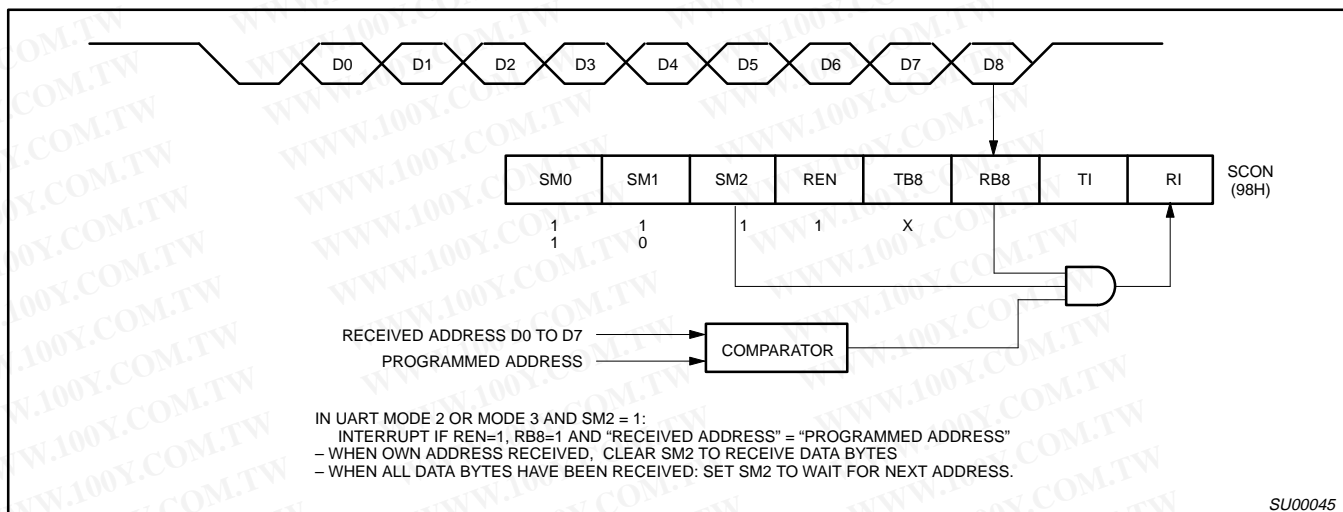 D0 D1 D2 D3 D4 D5 D6 D7 D8
SM0 SM1 SM2 REN TB8 RB8 TI RI
SCON
(98H)
1 1 1 1 X
1 0
RECEIVED ADDRESS D0 TO D7
PROGRAMMED ADDRESS
COMPARATOR
IN UART MODE 2 OR MODE 3 AND SM2 = 1:
INTERRUPT IF REN=1, RB8=1 AND “RECEIVED ADDRESS” = “PROGRAMMED ADDRESS”
– WHEN OWN ADDRESS RECEIVED, CLEAR SM2 TO RECEIVE DATA BYTES
– WHEN ALL DATA BYTES HAVE BEEN RECEIVED: SET SM2 TO WAIT FOR NEXT ADDRESS.
SU00045
WWW.100Y.COM.TW